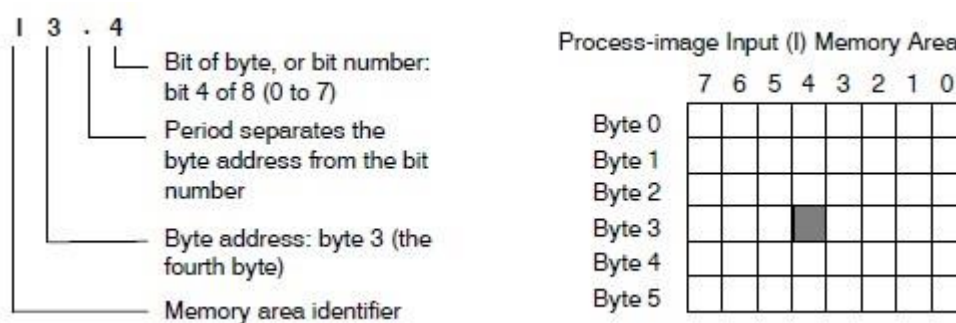 I 3 . 4
Bit of byte, or bit number:
bit 4 of 8 (0 to 7)
Period separates the
byte address from the bit
number
Byte address: byte 3 (the
fourth byte)
Memory area identifier
Process-image Input (I) Memory Area
7 6 5 4 3 2 1 0
Byte 0
Byte 1
Byte 2
Byte 3
Byte 4
Byte 5